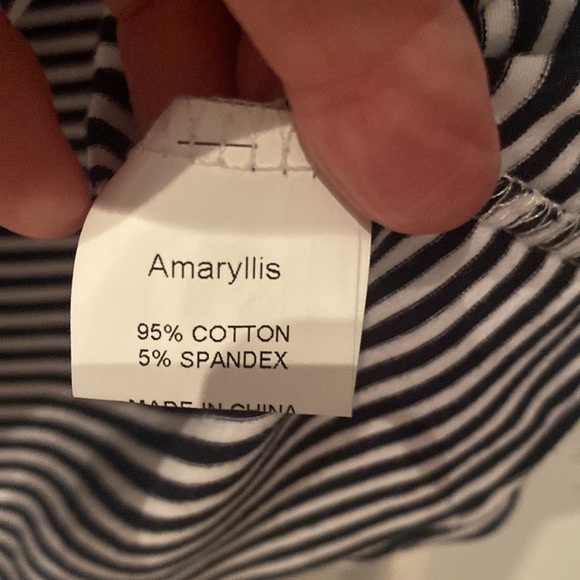 Amaryllis
95% COTTON
5% SPANDEX
MADE IN CHINA